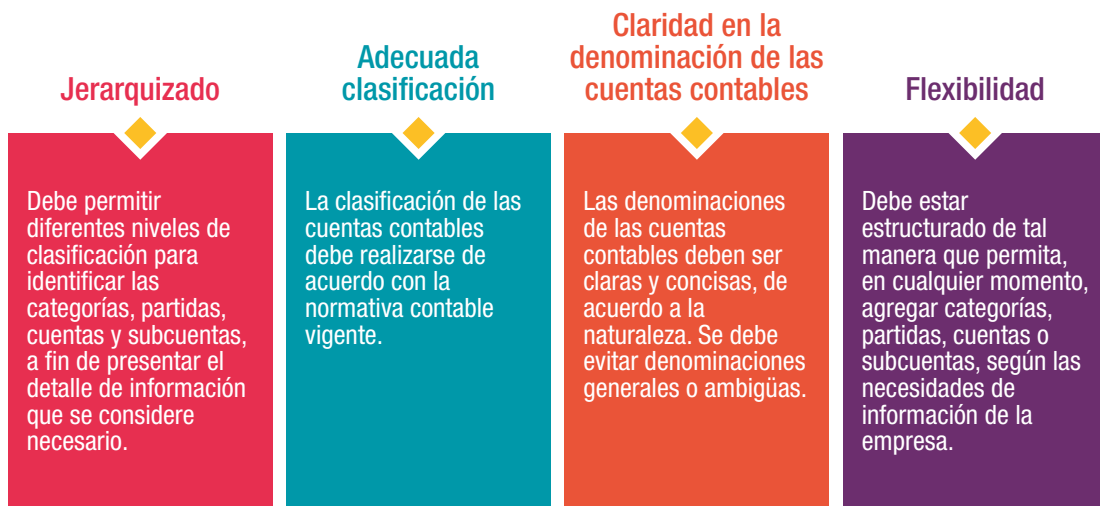 Jerarquizado
Debe permitir
diferentes niveles de
clasificación para
identificar las
categorías, partidas,
cuentas y subcuentas,
a fin de presentar el
detalle de información
que se considere
necesario.
Adecuada
clasificación
La clasificación de las
cuentas contables
debe realizarse de
acuerdo con la
normativa contable
vigente.
Claridad en la
denominación de las
cuentas contables
Las denominaciones
de las cuentas
contables deben ser
claras y concisas, de
acuerdo a la
naturaleza. Se debe
evitar denominaciones
generales o ambigüas.
Flexibilidad
Debe estar
estructurado de tal
manera que permita,
en cualquier momento,
agregar categorías,
partidas, cuentas o
subcuentas, según las
necesidades de
información de la
empresa.